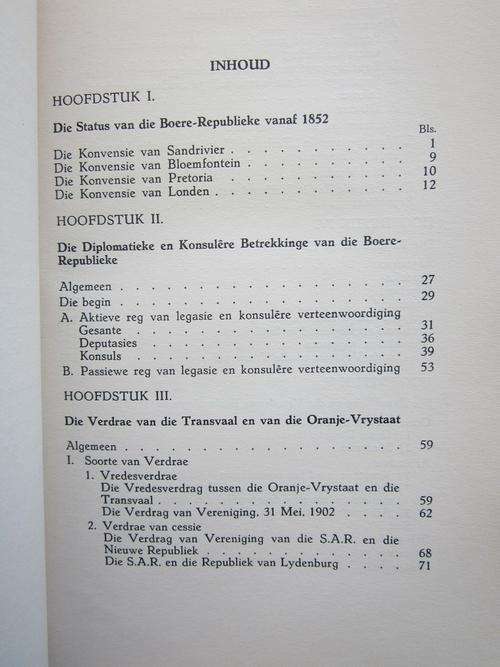 INHOUD
HOOFDSTUK I.
Die Status van die Boere-Republieke vanaf 1852
Bls.
Die Konvensie van Sandrivier . . . . . . . . . . 1
Die Konvensie van Bloemfontein . . . . . . . . . 9
Die Konvensie van Pretoria . . . . . . . . . . 10
Die Konvensie van Londen . . . . . . . . . . . 12
HOOFDSTUK II.
Die Diplomatieke en Konsulêre Betrekkinge van die Boere-
Republieke
Algemeen . . . . . . . . . . . . . . . . 27
Die begin . . . . . . . . . . . . . . . . 29
A. Aktieve reg van legasie en konsulêre verteenwoordiging
Gesante . . . . . . . . . . . . . . . 31
Deputasies . . . . . . . . . . . . . . 36
Konsuls . . . . . . . . . . . . . . . 39
B. Passiewe reg van legasie en konsulêre verteenwoordiging 53
HOOFDSTUK III.
Die Verdrae van die Transvaal en van die Oranje-Vrystaat
Algemeen . . . . . . . . . . . . . . . . 59
I. Soorte van Verdrae
1. Vredesverdrae
Die Vredesverdrag tussen die Oranje-Vrystaat en die
Transvaal . . . . . . . . . . . . . . 59
Die Verdrag van Vereniging, 31 Mei, 1902 . . . . 62
2. Verdrae van cessie
Die Verdrag van Vereniging van die S.A.R. en die
Nieuwe Republiek . . . . . . . . . . . 68
Die S.A.R. en die Republiek van Lydenburg . . . . 71